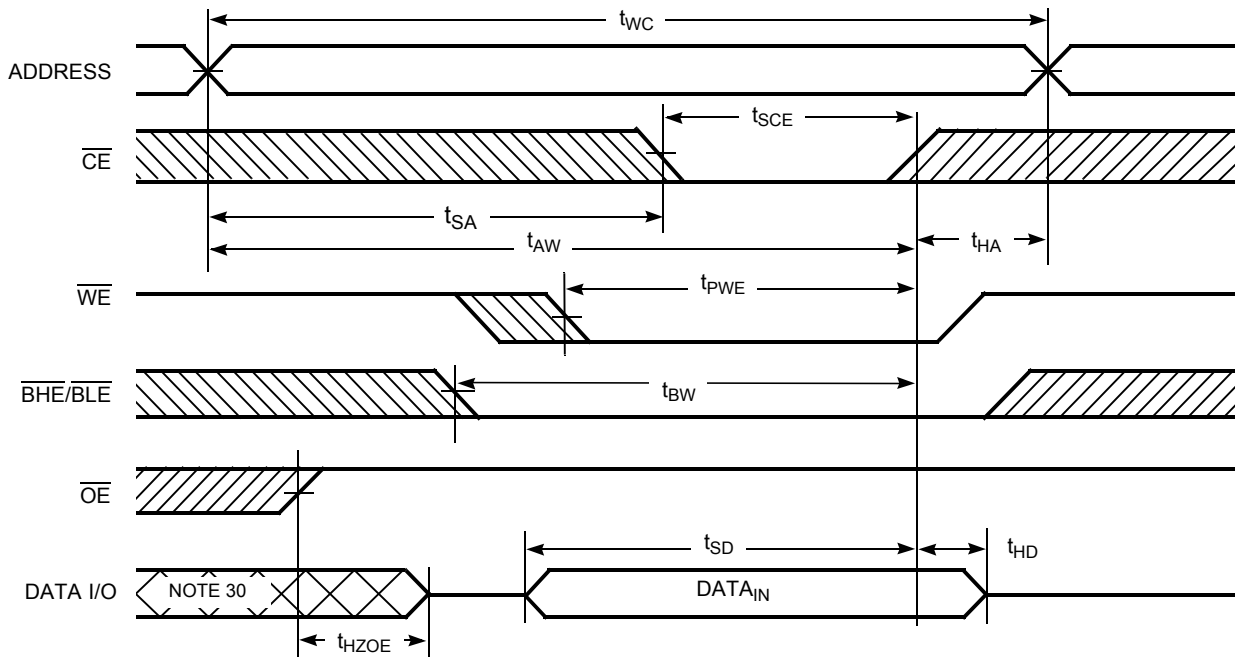 tWC
ADDRESS
tSCE
CE
tSA
tAW
tHA
tPWE
WE
tBW
BHE/BLE
OE
tSD
tHD
DATA I/O
NOTE 30
DATAIN
tHZOE